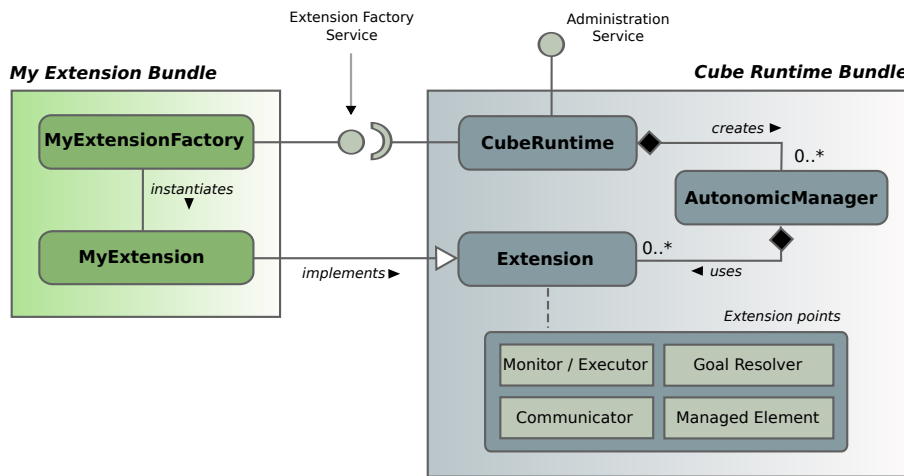 Extension Factory
Service
Administration
Service
My Extension Bundle
Cube Runtime Bundle
MyExtensionFactory
CubeRuntime
creates
0..*
instantiates
AutonomicManager
MyExtension
implements
Extension
0..*
uses
Extension points
Monitor / Executor
Goal Resolver
Communicator
Managed Element